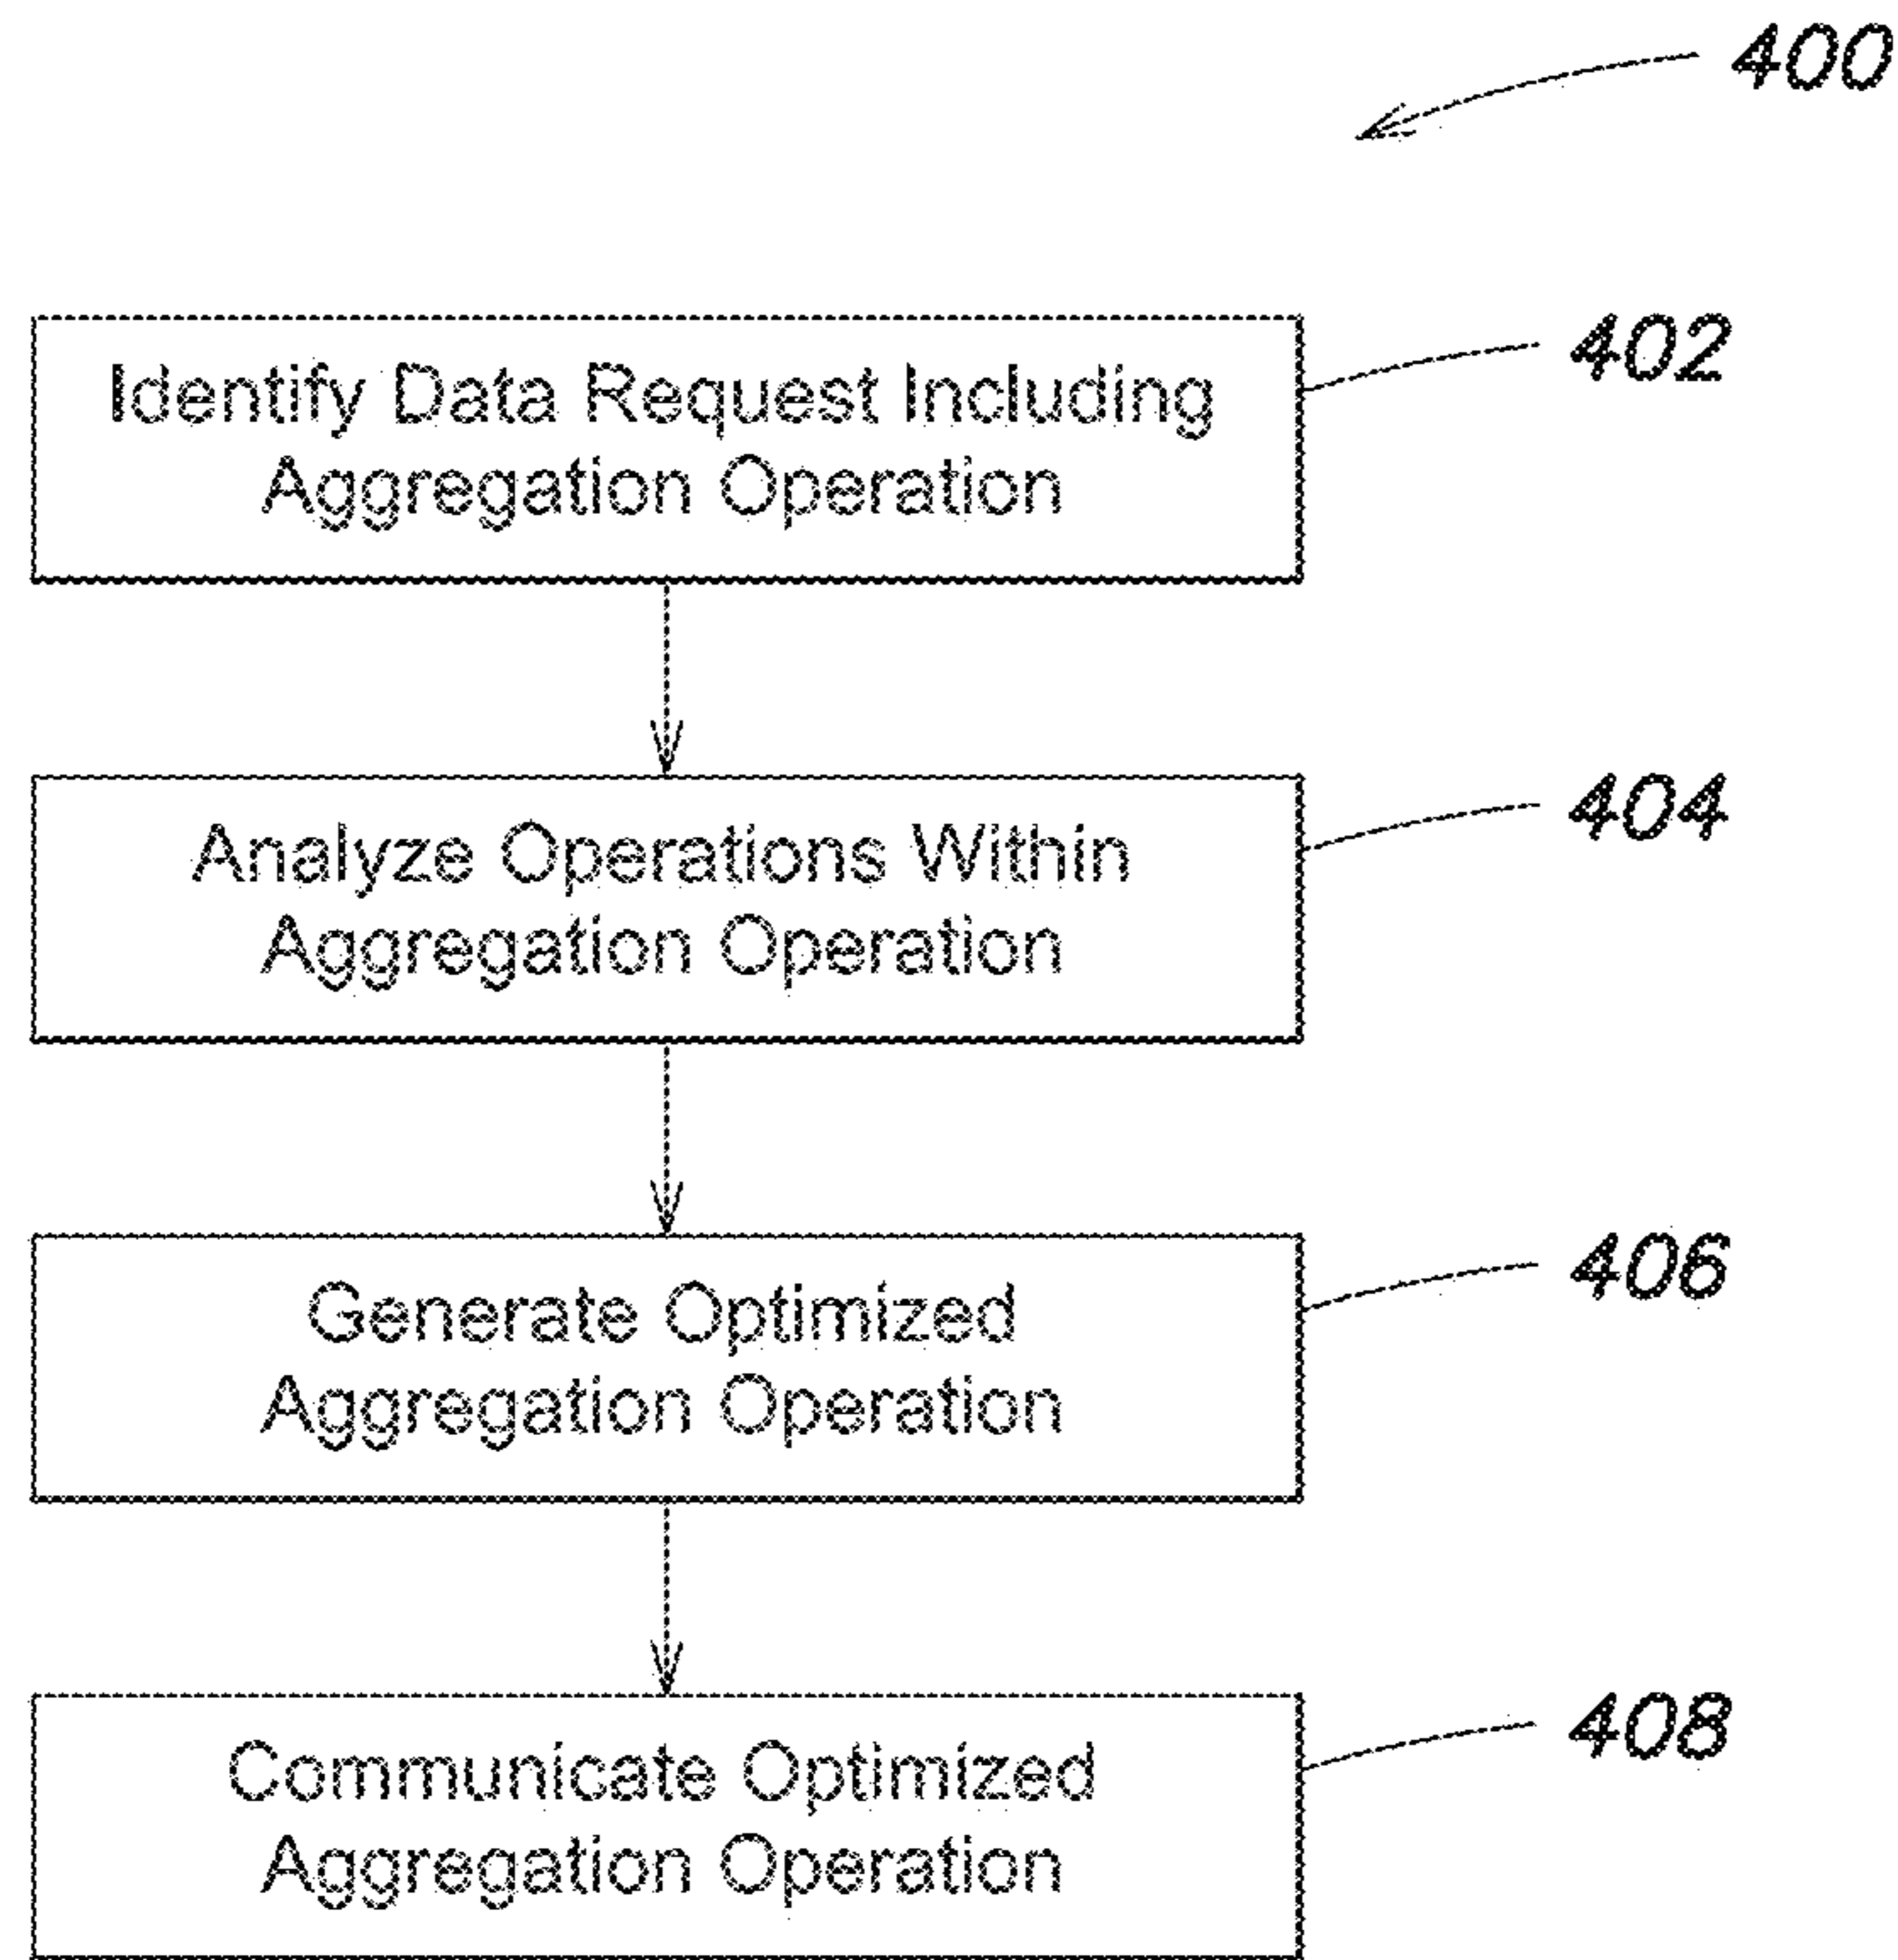 400
Identify Data Request Including
Aggregation Operation
402
Analyze Operations Within
Aggregation Operation
404
Generate Optimized
Aggregation Operation
406
Communicate Optimized
Aggregation Operation
408